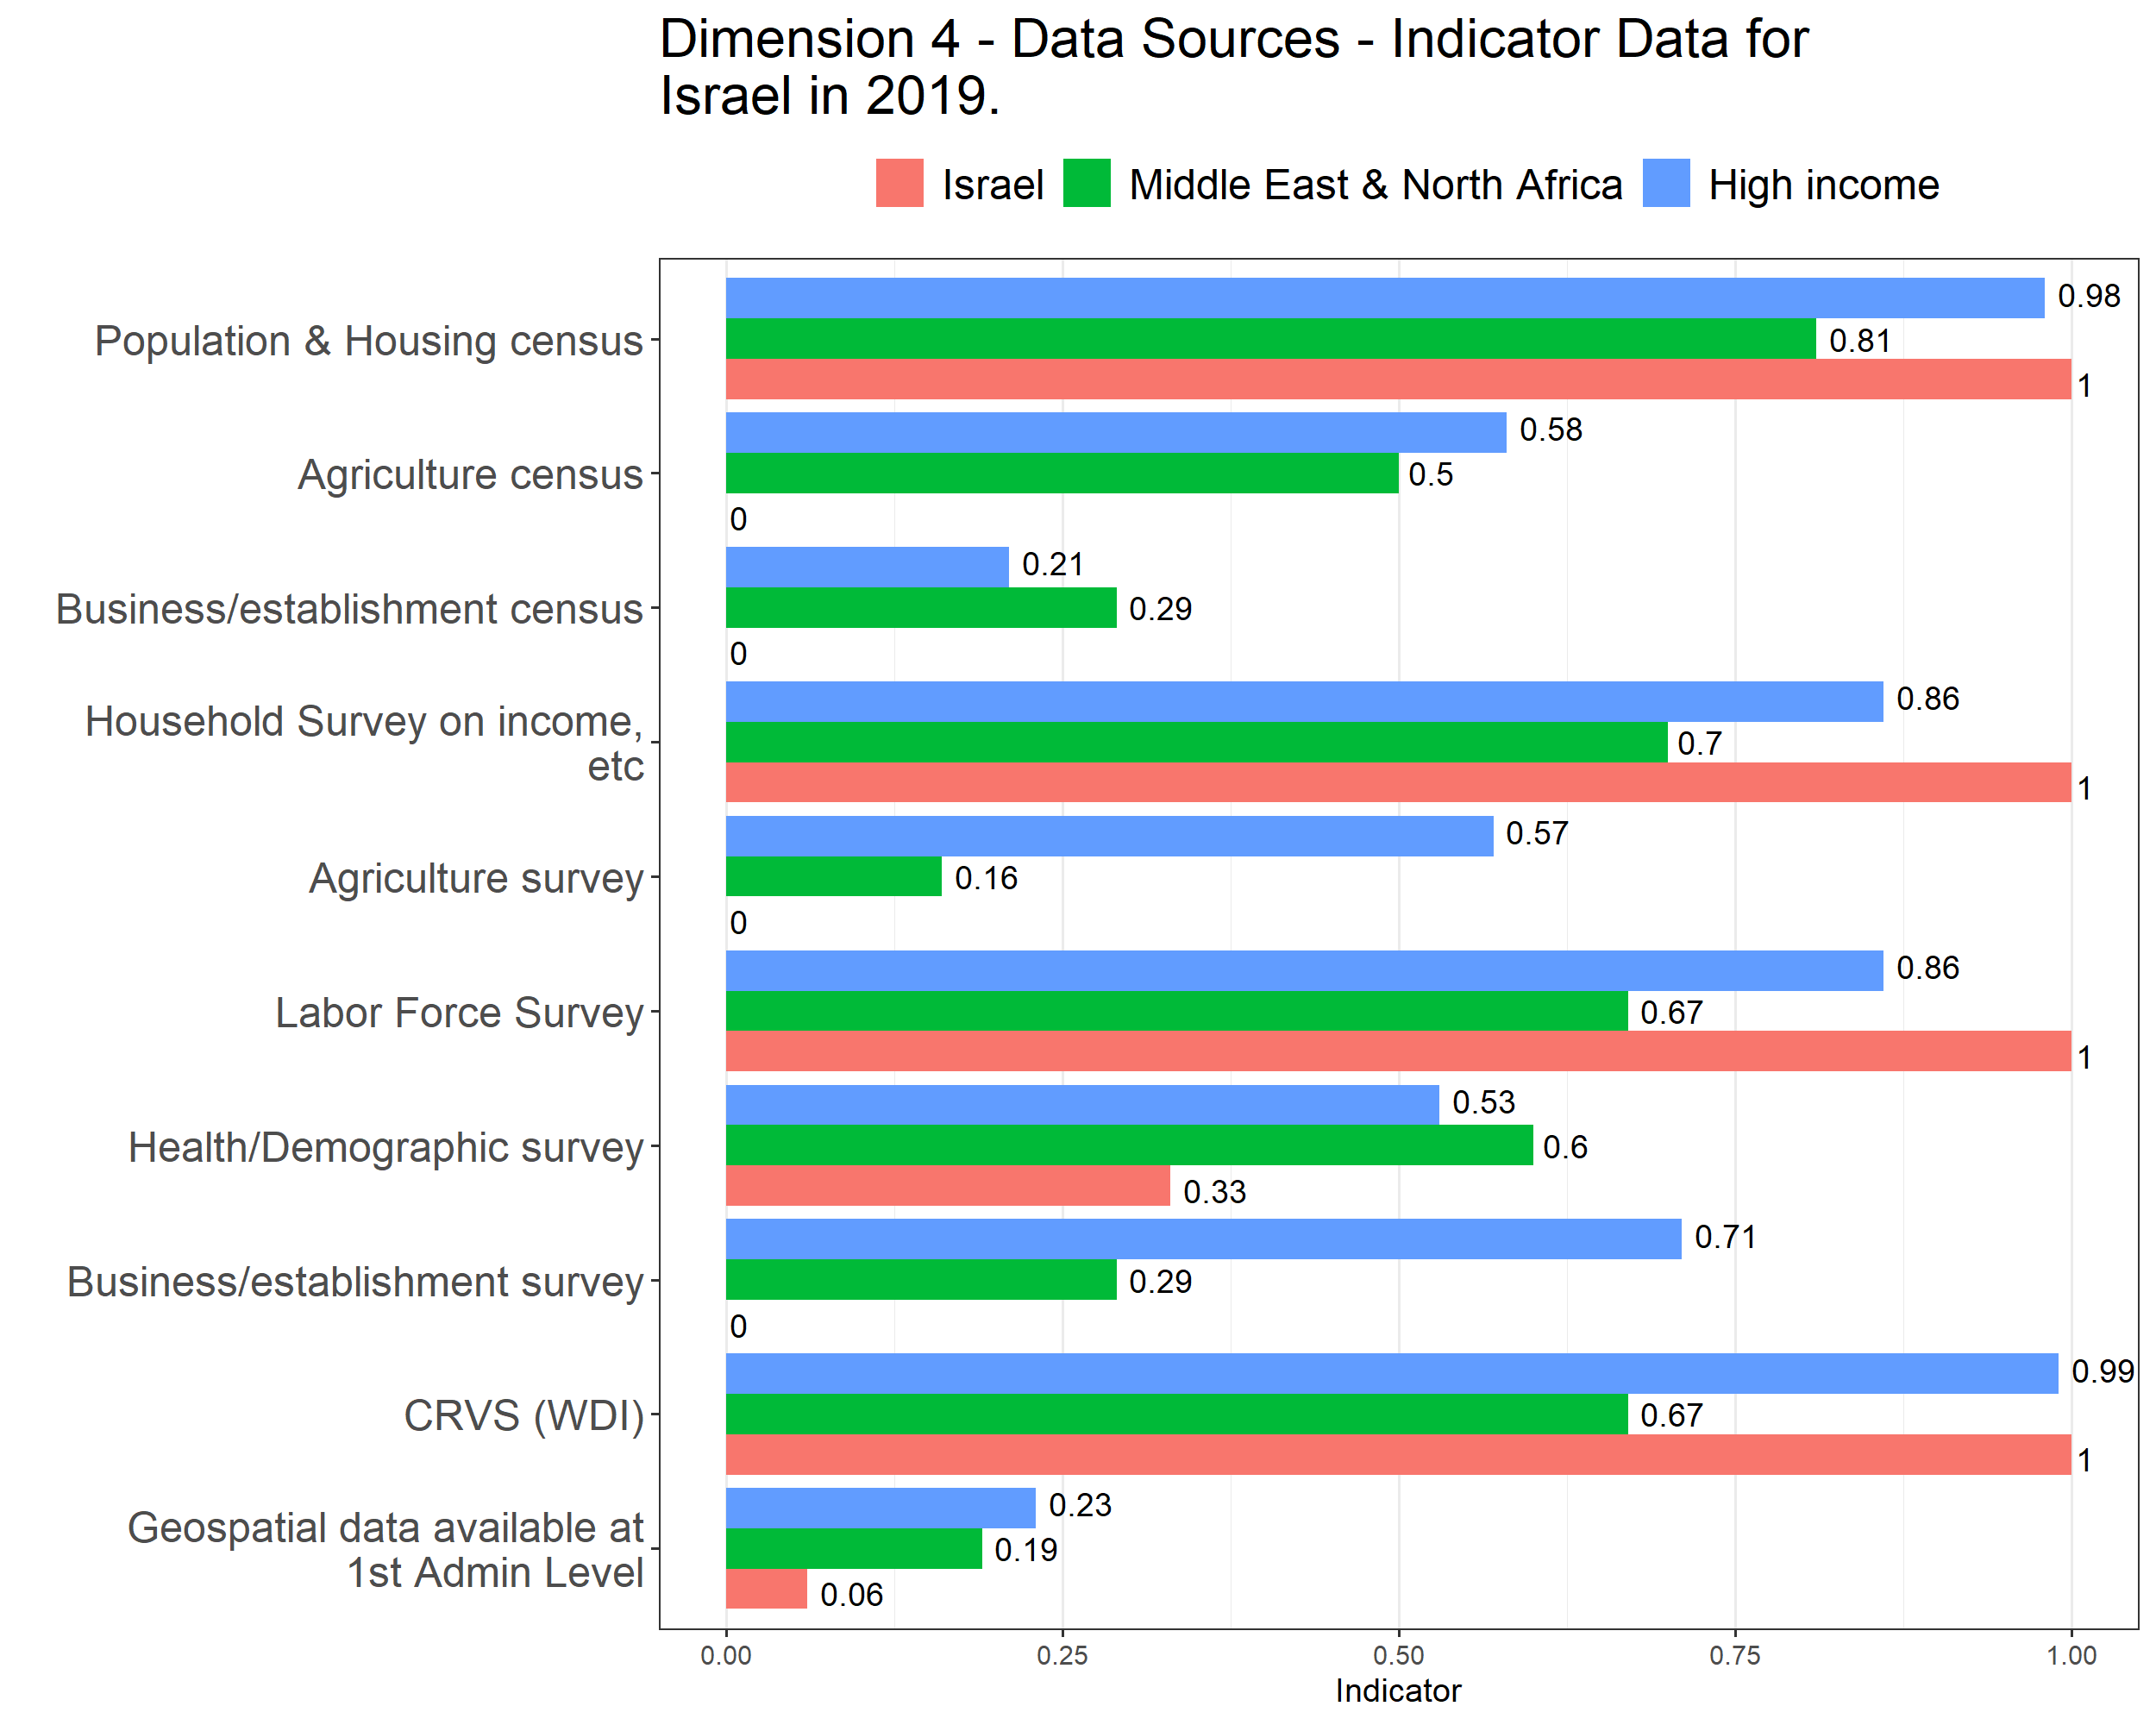 Dimension 4 - Data Sources - Indicator Data for
Israel in 2019.
Israel
Middle East & North Africa
High income
Population & Housing census
0.98
0.81
1
Agriculture census
0.58
0.5
0
Business/establishment census
0.21
0.29
0
Household Survey on income,
etc
0.86
0.7
1
Agriculture survey
0.57
0.16
0
Labor Force Survey
0.86
0.67
1
Health/Demographic survey
0.53
0.6
0.33
Business/establishment survey
0.71
0.29
0
CRVS (WDI)
0.99
0.67
1
Geospatial data available at
1st Admin Level
0.23
0.19
0.06
0.00
0.25
0.50
0.75
1.00
Indicator